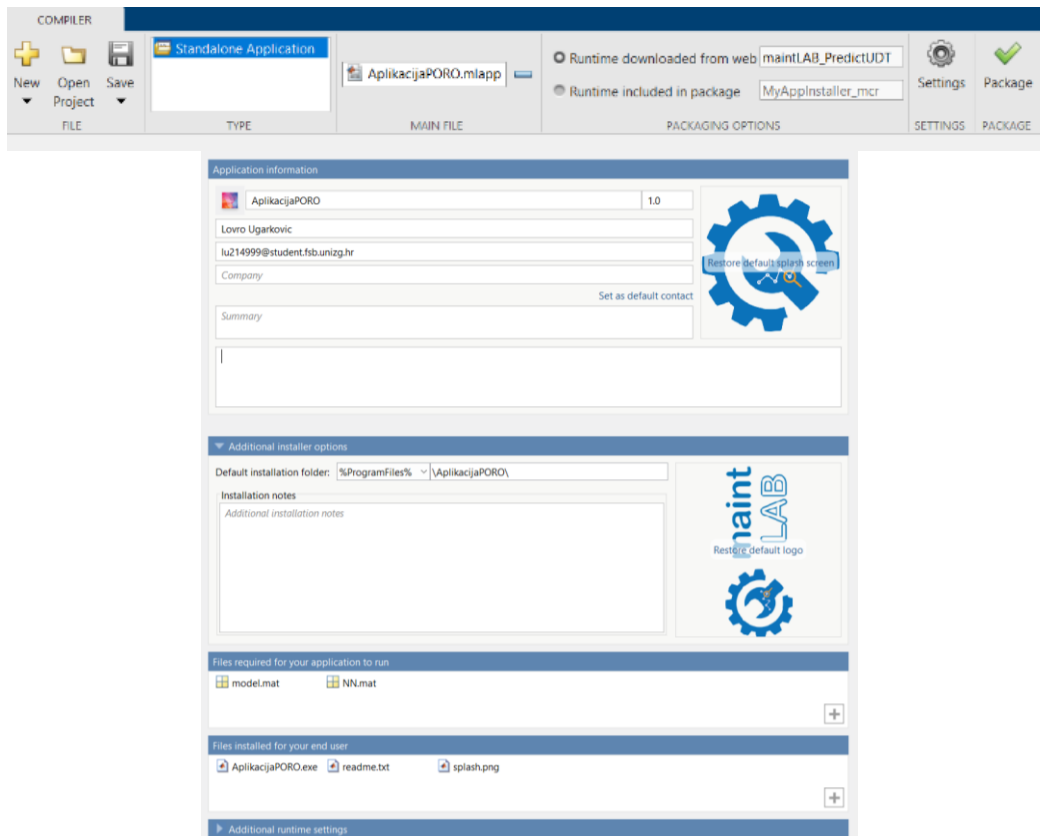 COMPILER
New
Open Project
Save
FILE
Standalone Application
TYPE
AplikacijaPORO.mlapp
MAIN FILE
Runtime downloaded from web maintLAB_PredictUDT
Runtime included in package MyAppInstaller_mcr
PACKAGING OPTIONS
Settings
SETTINGS
Package
PACKAGE
Application information
AplikacijaPORO 1.0
Lovro Ugarkovic
lu214999@student.fsb.unizg.hr
Company
Set as default contact
Summary
Restore default splash screen
Additional installer options
Default installation folder: %ProgramFiles% \AplikacijaPORO\
Installation notes
Additional installation notes
maint
LAB
Restore default logo
Files required for your application to run
model.mat NN.mat
Files installed for your end user
AplikacijaPORO.exe readme.txt splash.png
Additional runtime settings